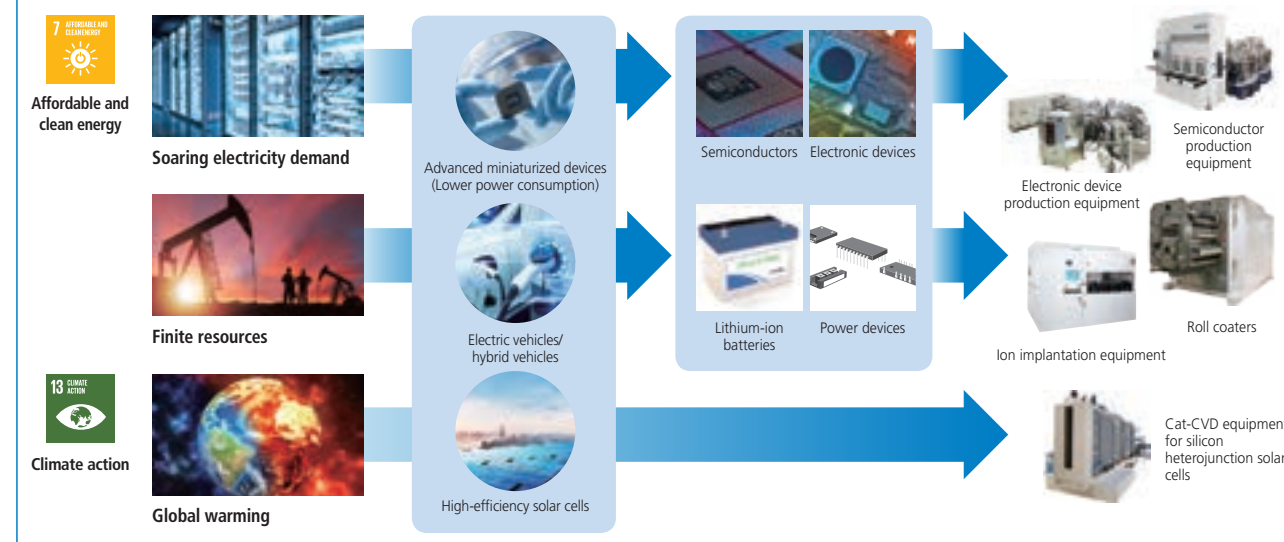 7 AFFORDABLE AND
CLEAN ENERGY
Affordable and
clean energy
Soaring electricity demand
Finite resources
13 CLIMATE
ACTION
Climate action
Global warming
Advanced miniaturized devices
(Lower power consumption)
Electric vehicles/
hybrid vehicles
High-efficiency solar cells
Semiconductors
Electronic devices
Lithium-ion
batteries
Power devices
Semiconductor
production
equipment
Electronic device
production equipment
Roll coaters
Ion implantation equipment
Cat-CVD equipmen
for silicon
heterojunction solar
cells